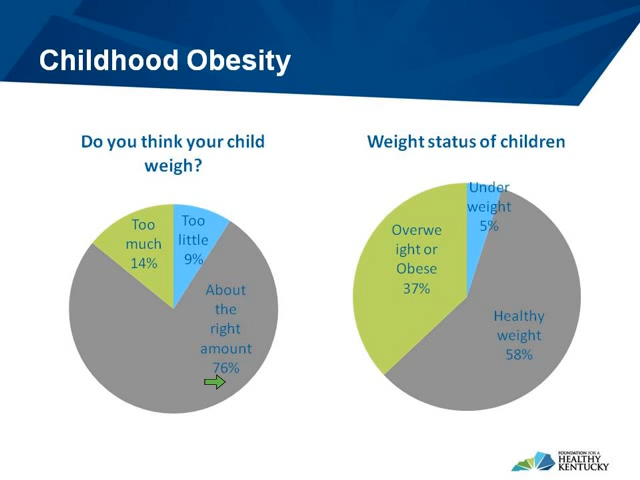 Childhood Obesity
Do you think your child
weigh?
Too
much
14%
Too
little
9%
About
the
right
amount
76%
Weight status of children
Under
weight
5%
Overwe
ight or
Obese
37%
Healthy
weight
58%
FOUNDATION FOR A
HEALTHY
KENTUCKY